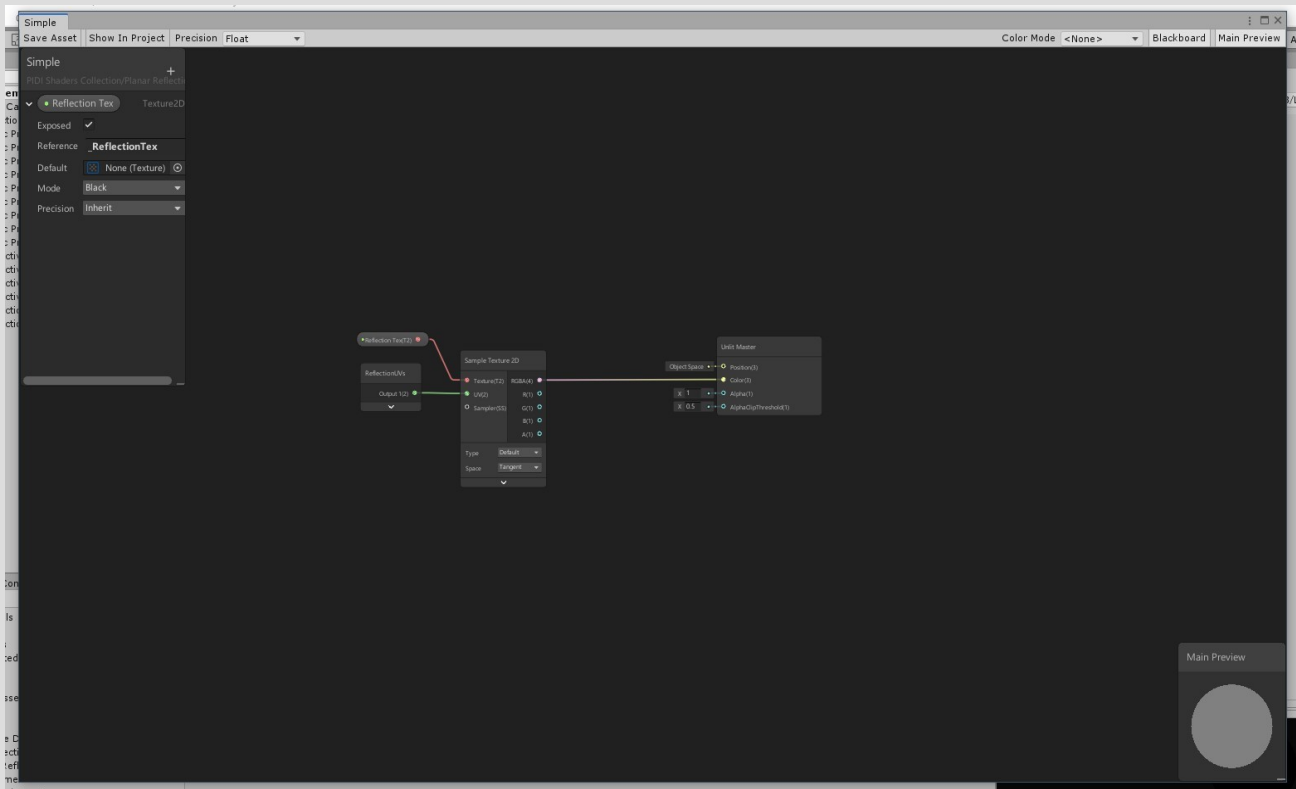 Simple
Save Asset Show In Project Precision Float Color Mode <None> Blackboard Main Preview
Simple
PIDI Shaders Collection/Planar Reflecti
Reflection Tex Texture2D
Exposed
Reference _ReflectionTex
Default None (Texture)
Mode Black
Precision Inherit
Reflection Tex(T2)
ReflectionUVs
Output 1(2)
Sample Texture 2D
Texture(T2) RGBA(4)
UV(2) R(1)
Sampler(SS) G(1)
B(1)
A(1)
Type Default
Space Tangent
Unlit Master
Object Space Position(3)
Color(3)
X 1 Alpha(1)
X 0.5 AlphaClipThreshold(1)
Main Preview